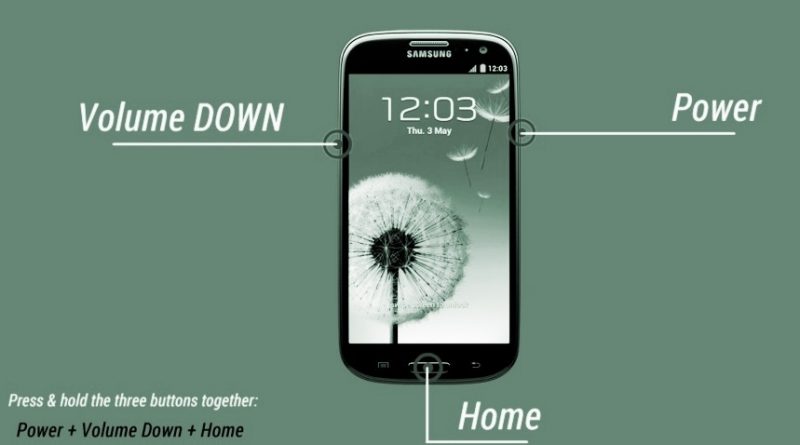 SAMSUNG
12:03
12:03
Thu. 3 May
Volume DOWN
Power
Home
Press & hold the three buttons together:
Power + Volume Down + Home